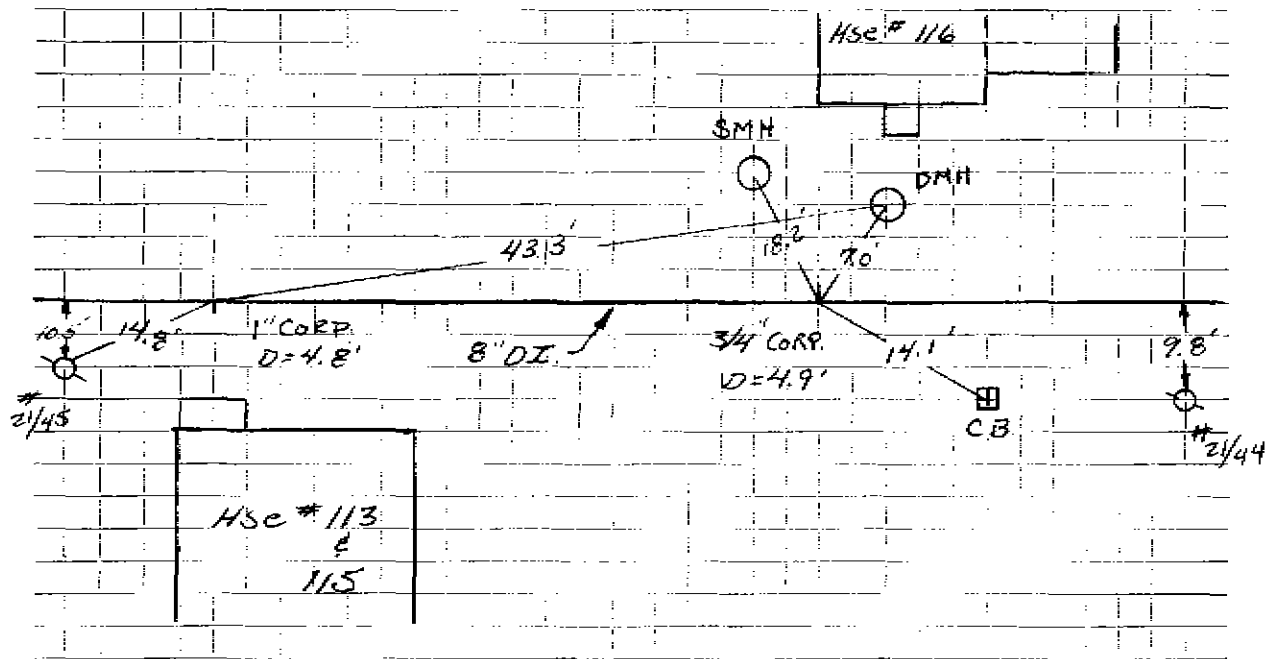 Hse # 116
SMH
DMH
43.3'
18.2'
7.0'
10.5'
14.8'
1" CORP.
D=4.8'
8" DI.
3/4" CORP.
D=4.9'
14.1'
9.8'
# 21/45
C.B.
# 21/44
Hse # 113
&
115